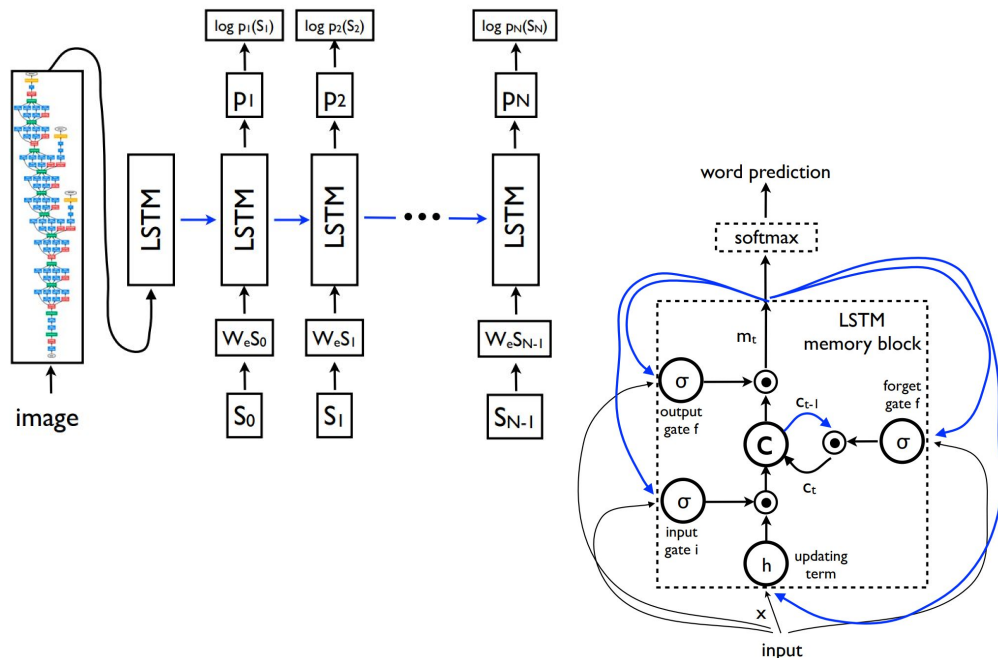 log p₁(S₁)
log p₂(S₂)
log pN(SN)
p₁
p₂
pN
LSTM
LSTM
LSTM
LSTM
WₑS₀
WₑS₁
WₑSN-1
S₀
S₁
SN-1
image
word prediction
softmax
LSTM
memory block
mₜ
σ
output
gate f
cₜ₋₁
forget
gate f
c
σ
cₜ
σ
input
gate i
h
updating
term
x
input